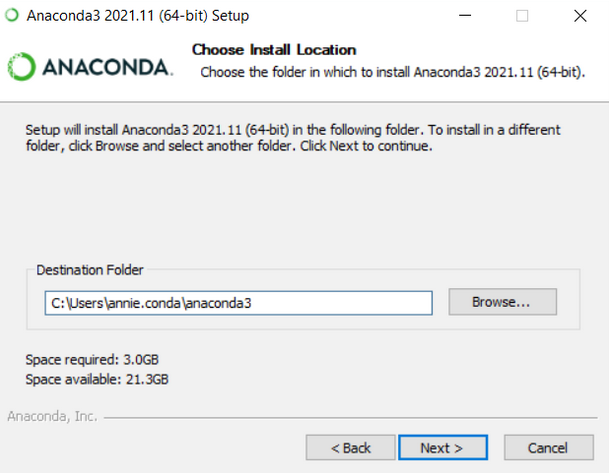 Anaconda3 2021.11 (64-bit) Setup
ANACONDA.
Choose Install Location
Choose the folder in which to install Anaconda3 2021.11 (64-bit).
Setup will install Anaconda3 2021.11 (64-bit) in the following folder. To install in a different
folder, click Browse and select another folder. Click Next to continue.
Destination Folder
C:\Users\annie.conda\anaconda3
Browse...
Space required: 3.0GB
Space available: 21.3GB
Anaconda, Inc.
< Back
Next >
Cancel